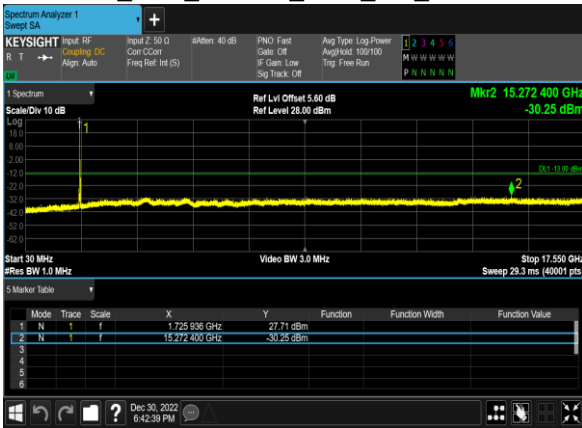 Spectrum Analyzer 1
Swept SA
+
KEYSIGHT Input: RF Input Z: 50 Ω #Atten: 40 dB PNO: Fast Avg Type: Log-Power 1 2 3 4 5 6
R T Coupling: DC Corr CCorr Gate: Off Avg|Hold: 100/100 M W W W W W
Align: Auto Freq Ref: Int (S) IF Gain: Low Trig: Free Run
LU Sig Track: Off P N N N N N
1 Spectrum Ref Lvl Offset 5.60 dB Mkr2 15.272 400 GHz
Scale/Div 10 dB Ref Level 28.00 dBm -30.25 dBm
Log
18.0 1
8.00
-2.00
-12.0 DL1 -13.00 dBm
-22.0 2
-32.0
-42.0
-52.0
-62.0
Start 30 MHz Video BW 3.0 MHz Stop 17.550 GHz
#Res BW 1.0 MHz Sweep 29.3 ms (40001 pts
5 Marker Table
Mode Trace Scale X Y Function Function Width Function Value
1 N 1 f 1.725 936 GHz 27.71 dBm
2 N 1 f 15.272 400 GHz -30.25 dBm
3
4
5
6
? Dec 30, 2022
6:42:39 PM